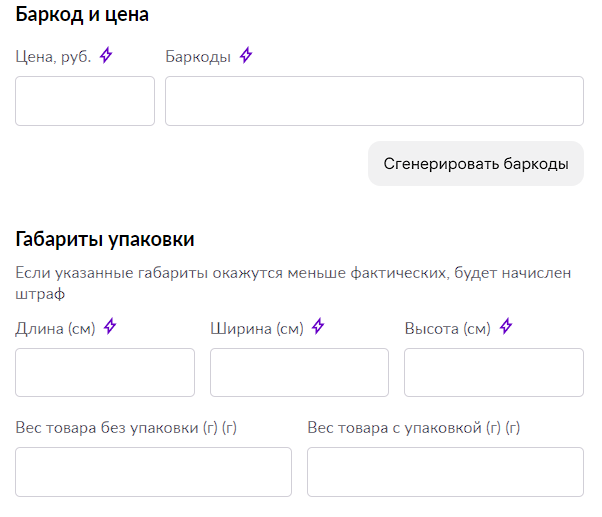 Баркод и цена
Цена, руб. Баркоды
Сгенерировать баркоды
Габариты упаковки
Если указанные габариты окажутся меньше фактических, будет начислен
штраф
Длина (см) Ширина (см) Высота (см)
Вес товара без упаковки (г) (г) Вес товара с упаковкой (г) (г)